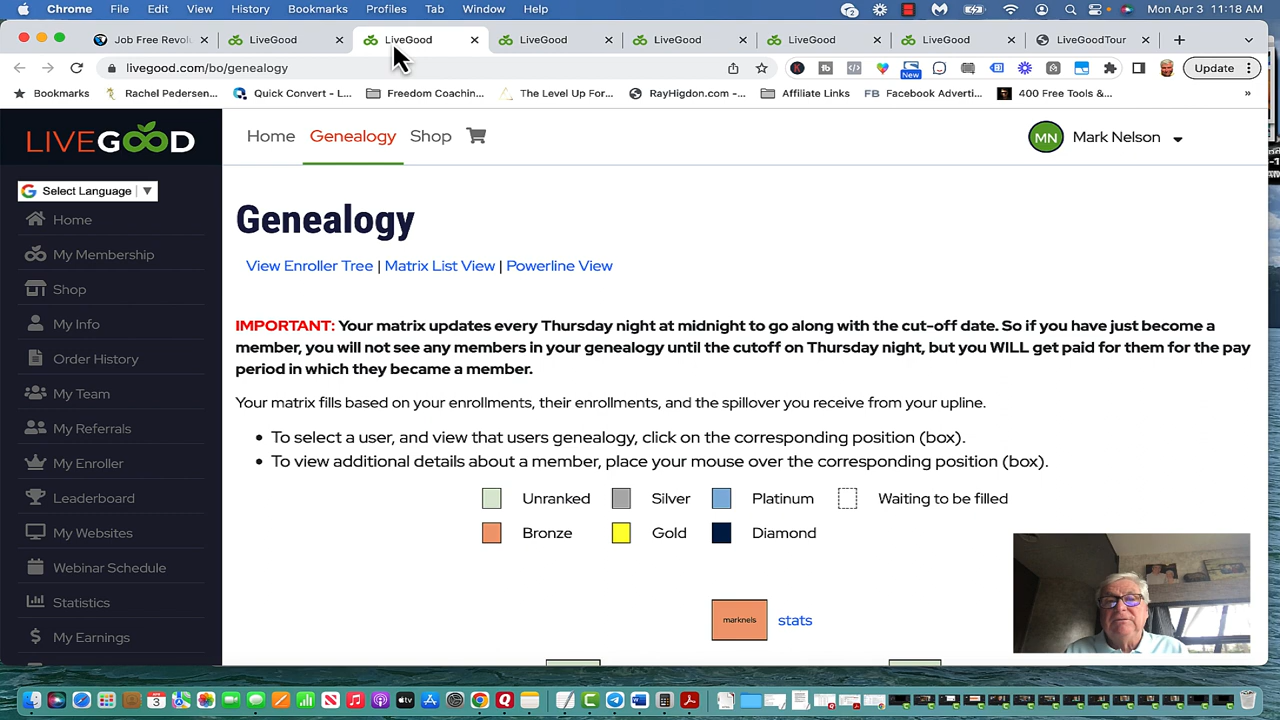 Chrome File Edit View History Bookmarks Profiles Tab Window Help Mon Apr 3 11:18 AM
Job Free Revolu LiveGood LiveGood LiveGood LiveGood LiveGood LiveGood LiveGoodTour
livegood.com/bo/genealogy New Update
Bookmarks Rachel Pedersen... Quick Convert - L... Freedom Coachin... The Level Up For... RayHigdon.com -... Affiliate Links FB Facebook Adverti... 400 Free Tools &... »
LIVEGOOD
Home Genealogy Shop MN Mark Nelson
Select Language
Home
My Membership
Shop
My Info
Order History
My Team
My Referrals
My Enroller
Leaderboard
My Websites
Webinar Schedule
Statistics
$ My Earnings
Genealogy
View Enroller Tree | Matrix List View | Powerline View
IMPORTANT: Your matrix updates every Thursday night at midnight to go along with the cut-off date. So if you have just become a
member, you will not see any members in your genealogy until the cutoff on Thursday night, but you WILL get paid for them for the pay
period in which they became a member.
Your matrix fills based on your enrollments, their enrollments, and the spillover you receive from your upline.
• To select a user, and view that users genealogy, click on the corresponding position (box).
• To view additional details about a member, place your mouse over the corresponding position (box).
Unranked Silver Platinum Waiting to be filled
Bronze Gold Diamond
marknels stats